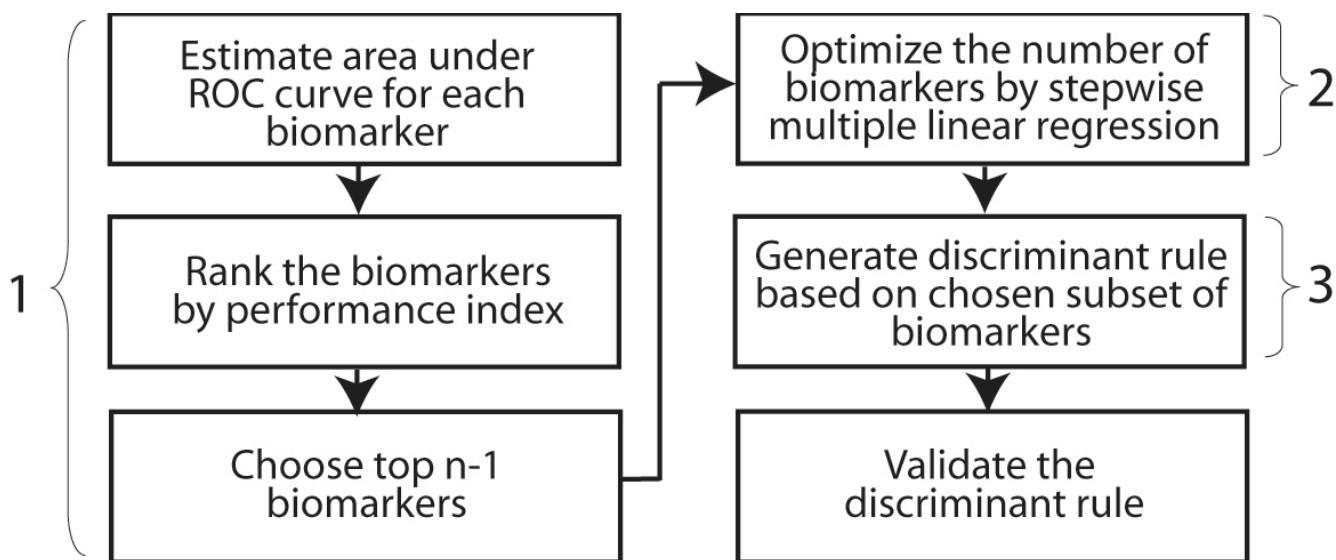 1
Estimate area under
ROC curve for each
biomarker
Rank the biomarkers
by performance index
Choose top n-1
biomarkers
Optimize the number of
biomarkers by stepwise
multiple linear regression
2
Generate discriminant rule
based on chosen subset of
biomarkers
3
Validate the
discriminant rule